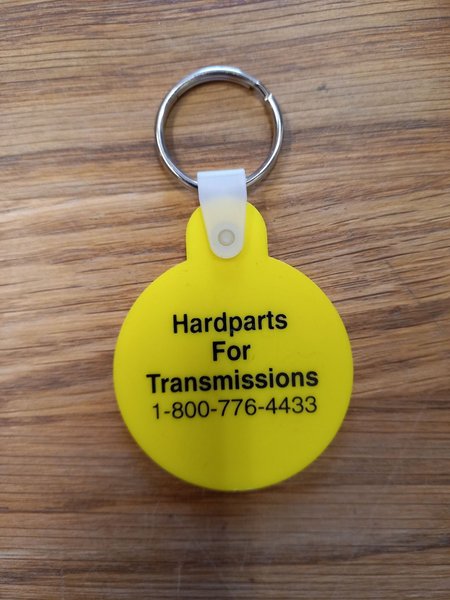 Hardparts
For
Transmissions
1-800-776-4433